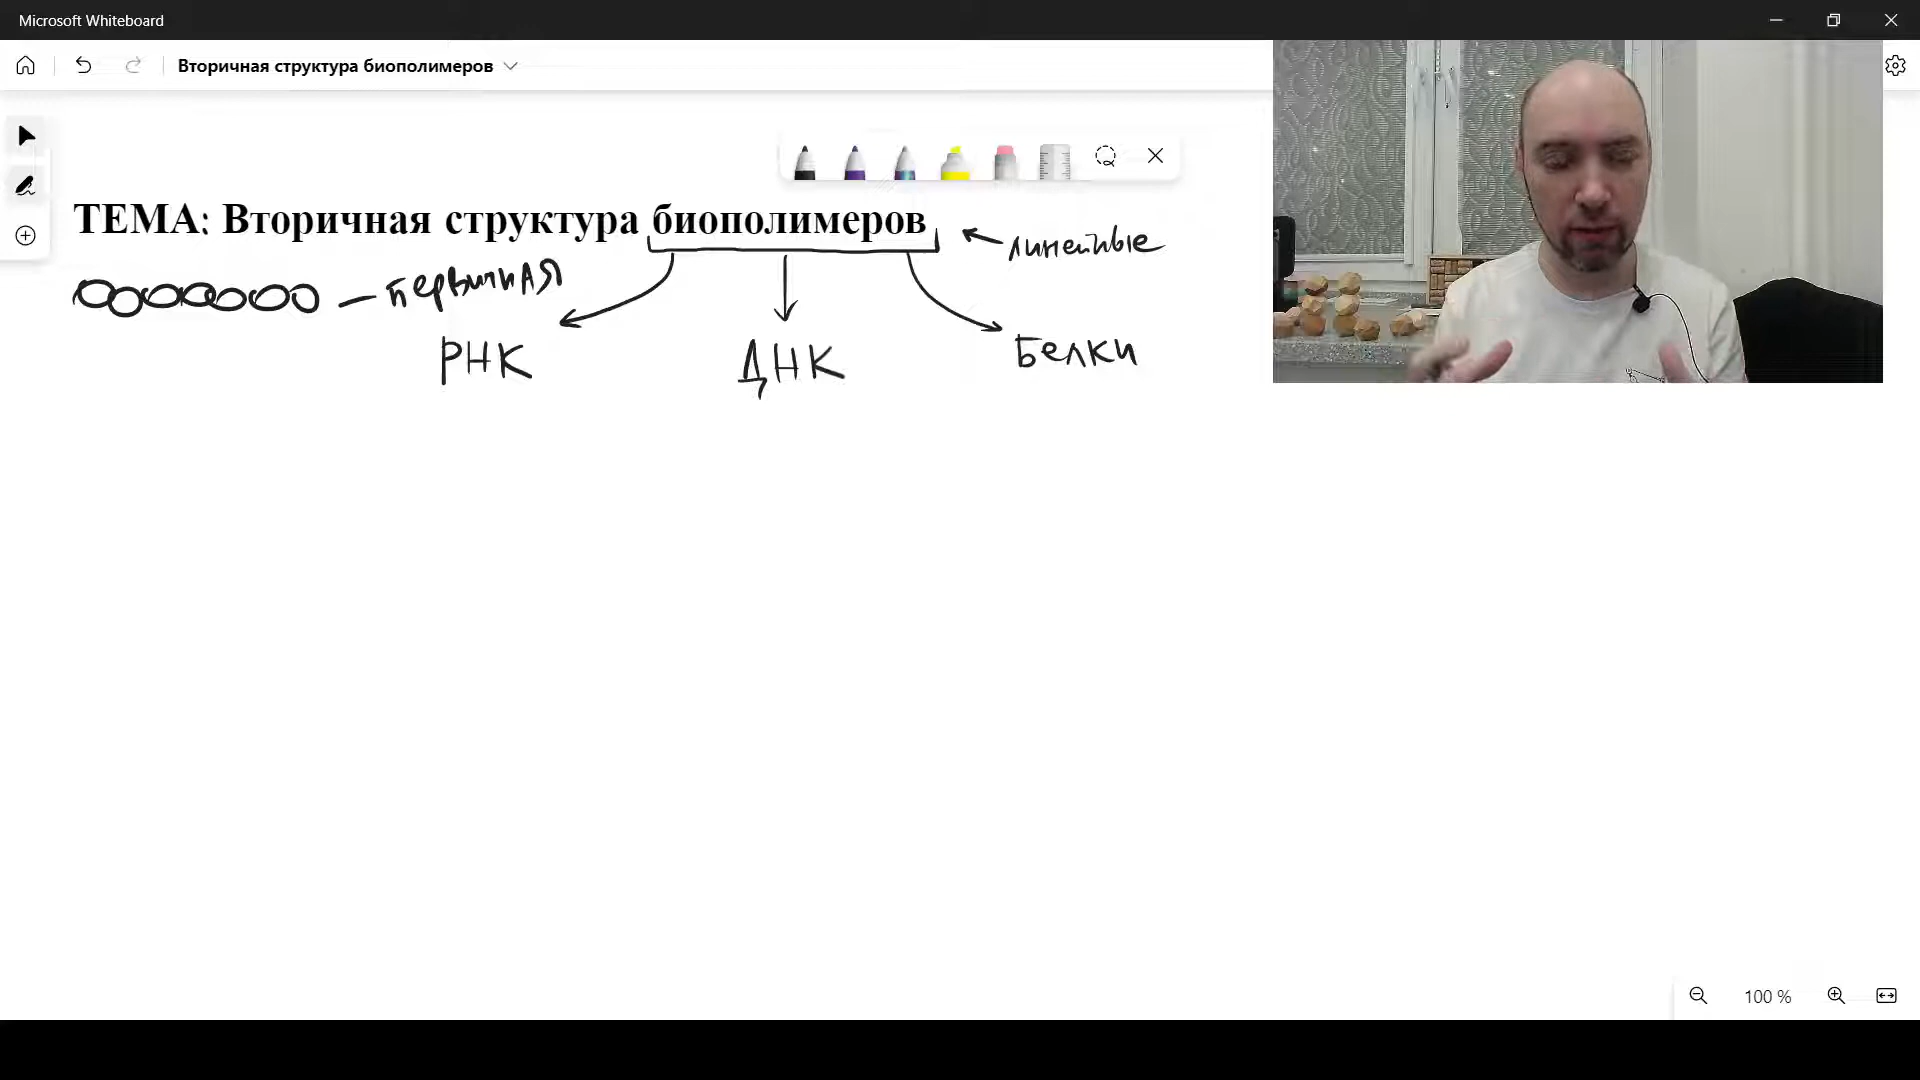 Microsoft Whiteboard
Вторичная структура биополимеров
ТЕМА: Вторичная структура биополимеров
линейные
первичная
РНК
ДНК
Белки
100 %